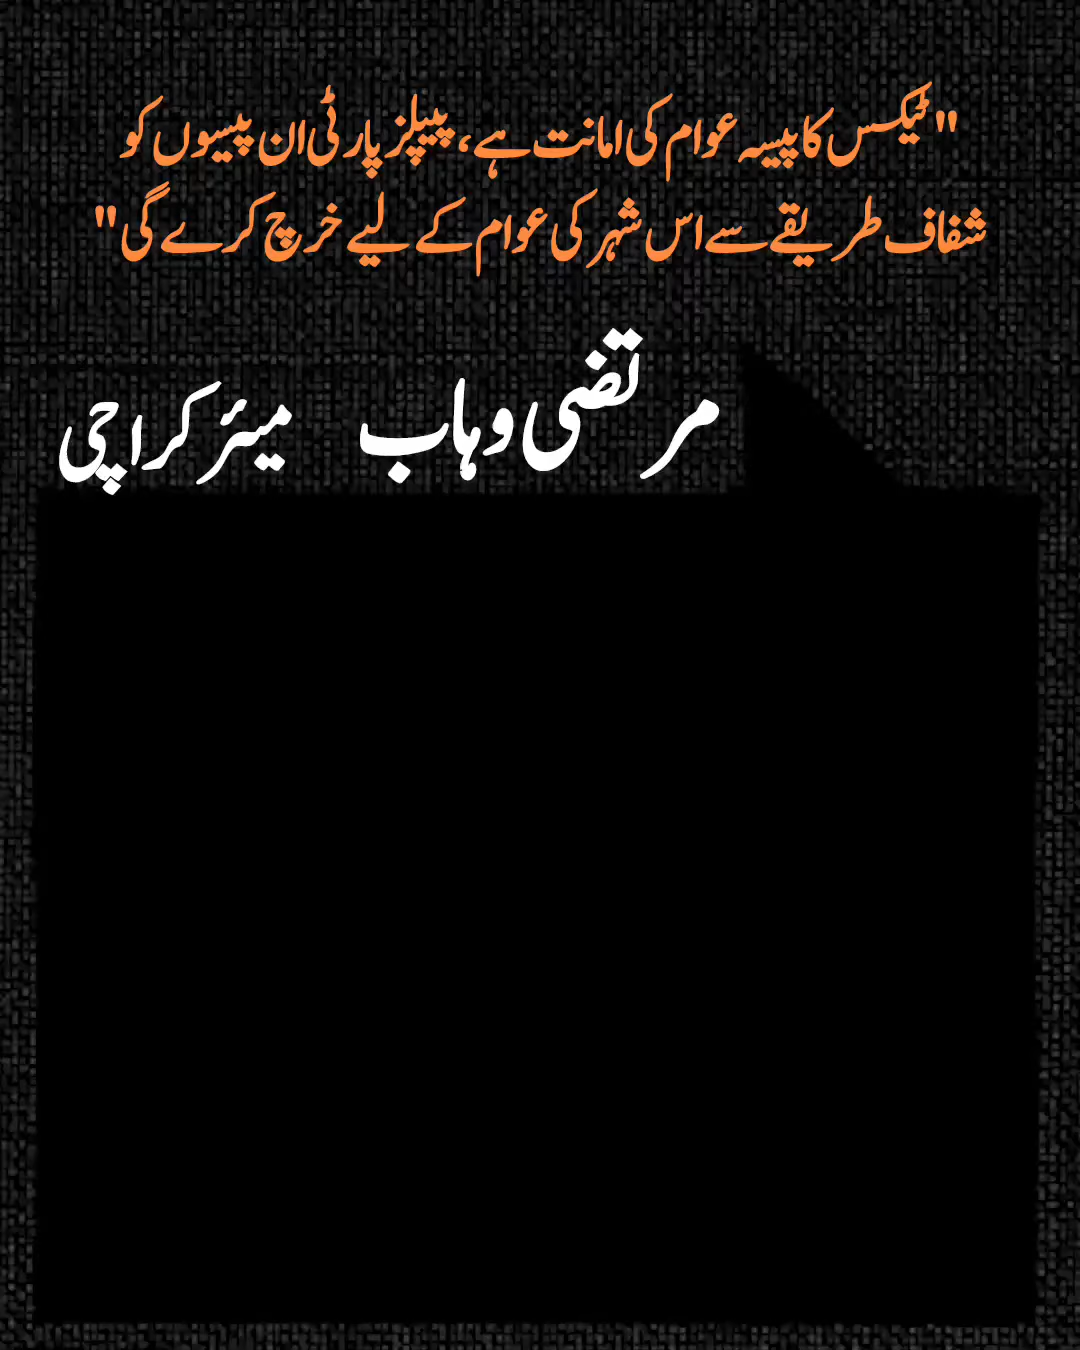 "ٹیکس کا پیسہ عوام کی امانت ہے، پیپلز پارٹی ان پیسوں کو
شفاف طریقے سے اس شہر کی عوام کے لیے خرچ کرے گی"
مرتضی وہاب میئر کراچی